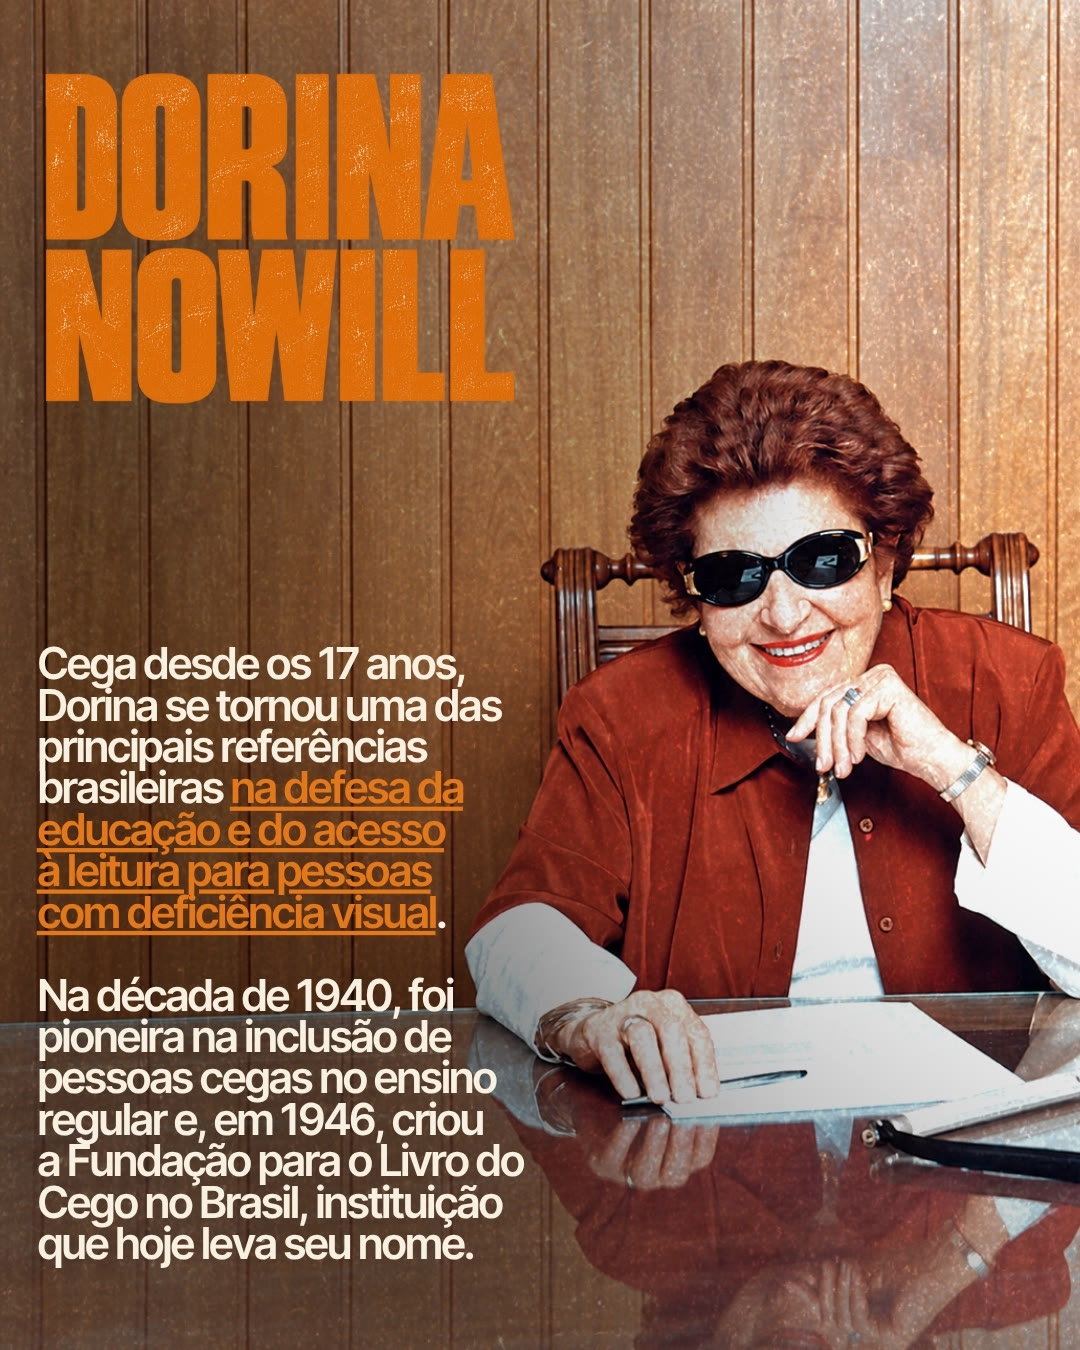 DORINA
NOWILL
Cega desde os 17 anos,
Dorina se tornou uma das
principais referências
brasileiras na defesa da
educação e do acesso
à leitura para pessoas
com deficiência visual.
Na década de 1940, foi
pioneira na inclusão de
pessoas cegas no ensino
regular e, em 1946, criou
a Fundação para o Livro do
Cego no Brasil, instituição
que hoje leva seu nome.